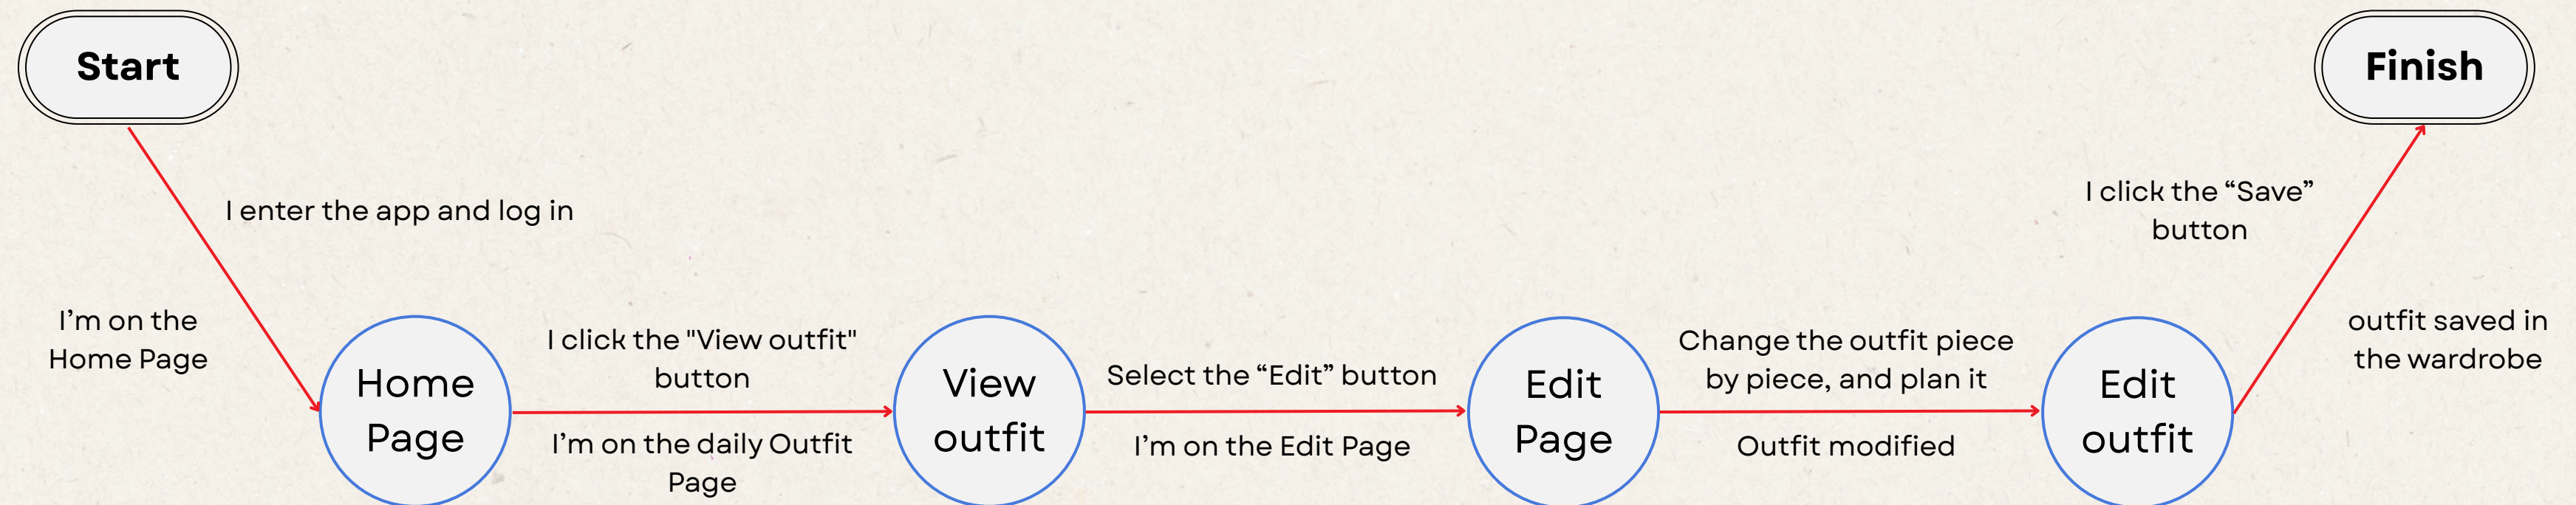 Start
Finish
I enter the app and log in
I click the “Save”
button
I’m on the
Home Page
outfit saved in
the wardrobe
Home
Page
I click the "View outfit"
button
I’m on the daily Outfit
Page
View
outfit
Select the “Edit” button
I’m on the Edit Page
Edit
Page
Change the outfit piece
by piece, and plan it
Outfit modified
Edit
outfit